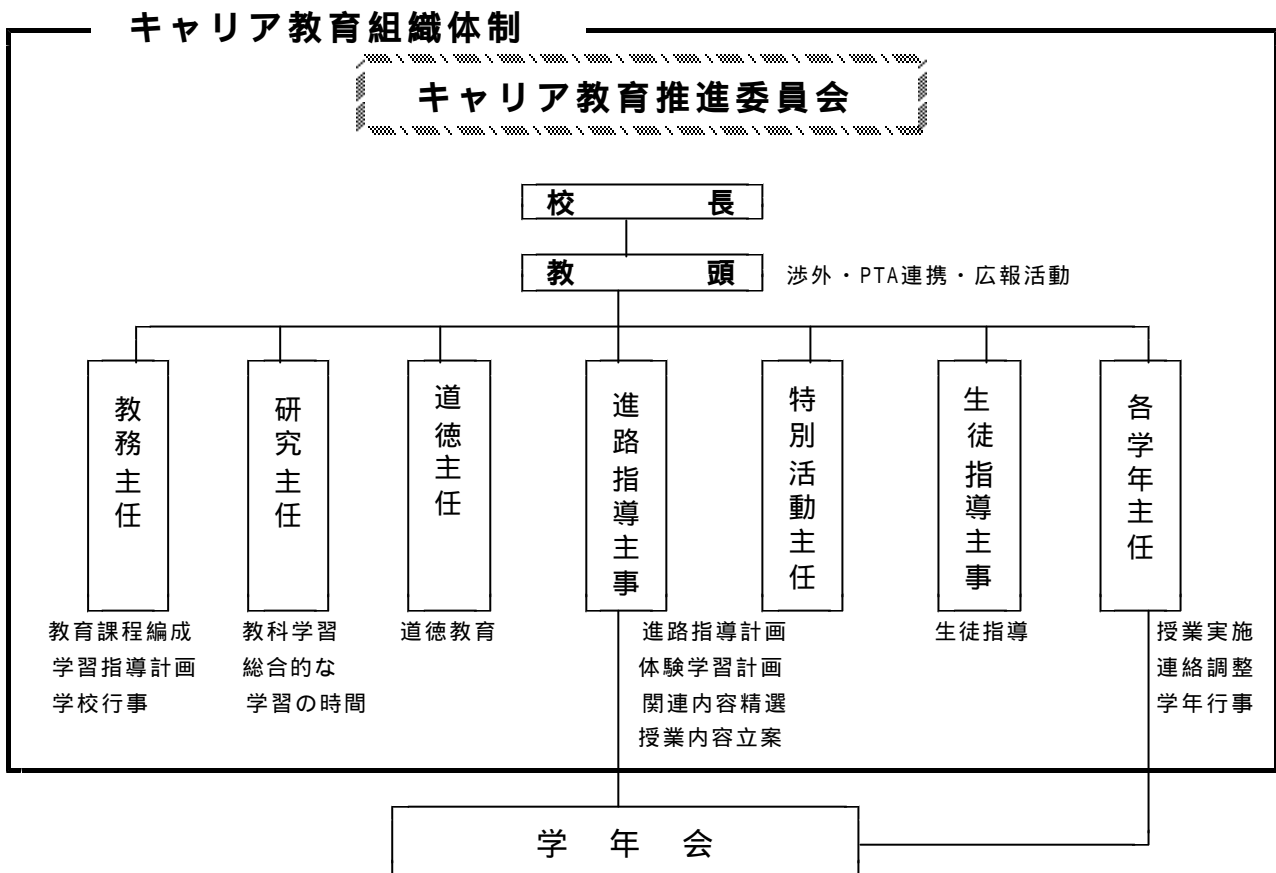 キャリア教育組織体制
キャリア教育推進委員会
校長
教頭
渉外・PTA連携・広報活動
教務主任
研究主任
道徳主任
進路指導主事
特別活動主任
生徒指導主事
各学年主任
教育課程編成
学習指導計画
学校行事
教科学習
総合的な
学習の時間
道徳教育
進路指導計画
体験学習計画
関連内容精選
授業内容立案
生徒指導
授業実施
連絡調整
学年行事
学年会